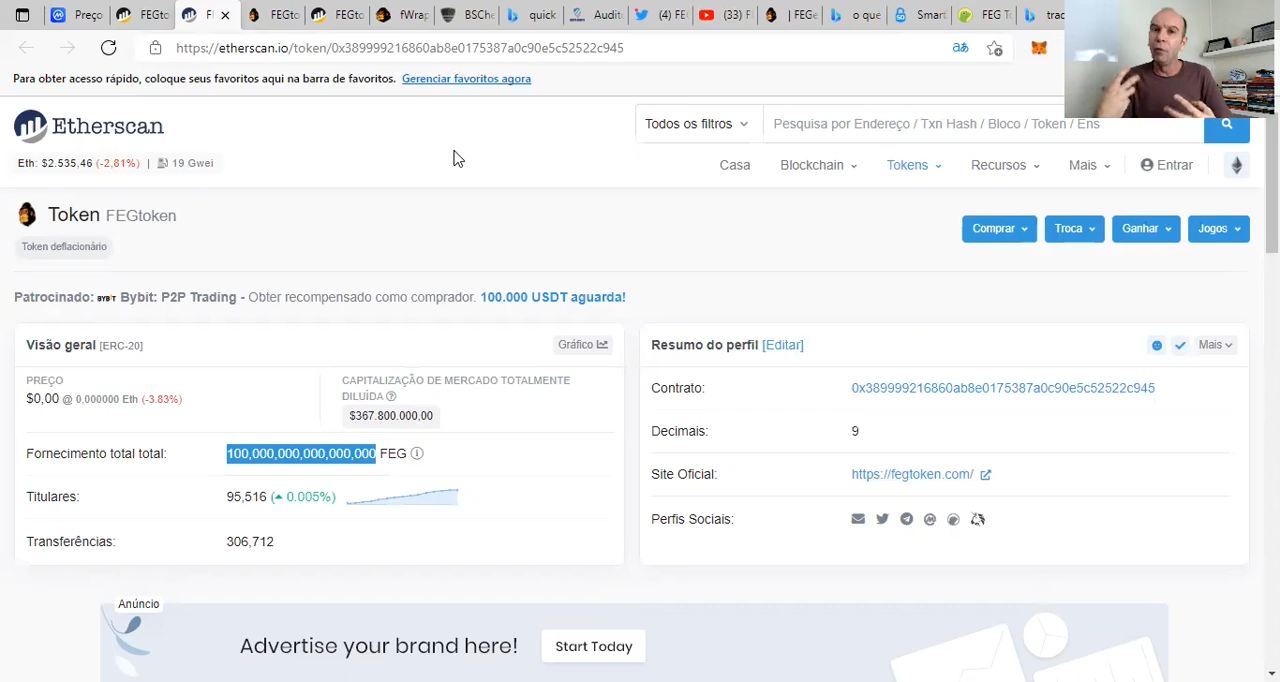 Preço
FEGto
F
FEGto
FEGto
fWrap
BSChe
quick
Audit
(4) FE
(33) F
| FEGe
o que
Smart
FEG T
trad
https://etherscan.io/token/0x389999216860ab8e0175387a0c90e5c52522c945
Para obter acesso rápido, coloque seus favoritos aqui na barra de favoritos. Gerenciar favoritos agora
Etherscan
Todos os filtros
Pesquisa por Endereço / Txn Hash / Bloco / Token / Ens
Eth: $2.535,46 (-2,81%) | 19 Gwei
Casa Blockchain Tokens Recursos Mais Entrar
Token FEGtoken
Comprar Troca Ganhar Jogos
Token deflacionário
Patrocinado: BYBIT Bybit: P2P Trading - Obter recompensado como comprador. 100.000 USDT aguarda!
Visão geral [ERC-20]
Gráfico
PREÇO
$0,00 @ 0,000000 Eth (-3.83%)
CAPITALIZAÇÃO DE MERCADO TOTALMENTE
DILUÍDA
$367.800.000,00
Fornecimento total total: 100,000,000,000,000,000 FEG
Titulares: 95,516 (0.005%)
Transferências: 306,712
Resumo do perfil [Editar]
Mais
Contrato: 0x389999216860ab8e0175387a0c90e5c52522c945
Decimais: 9
Site Oficial: https://fegtoken.com/
Perfis Sociais:
Anúncio
Advertise your brand here!
Start Today